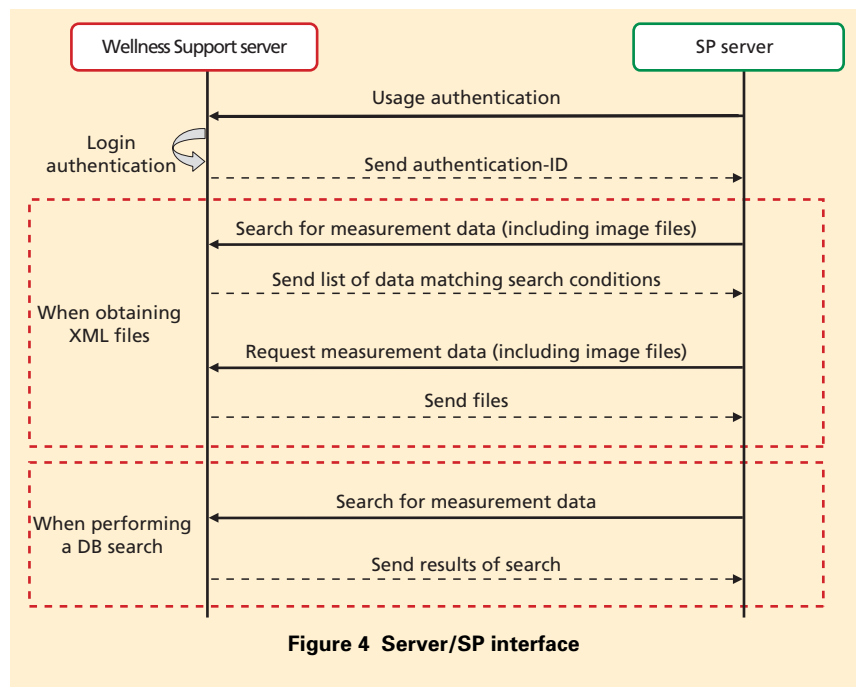 Wellness Support server
SP server
Usage authentication
Login
authentication
Send authentication-ID
Search for measurement data (including image files)
Send list of data matching search conditions
When obtaining
XML files
Request measurement data (including image files)
Send files
Search for measurement data
When performing
a DB search
Send results of search
Figure 4 Server/SP interface